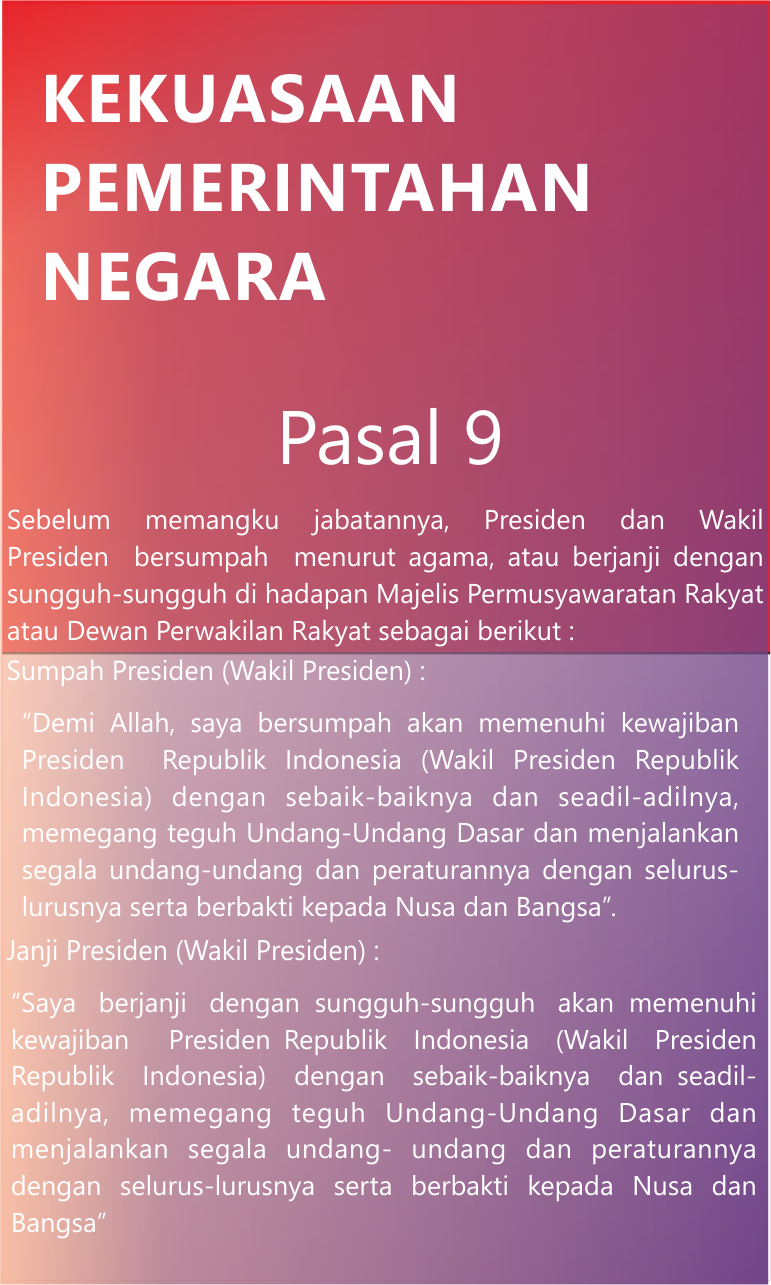 KEKUASAAN
PEMERINTAHAN
NEGARA
Pasal 9
Sebelum memangku jabatannya, Presiden dan Wakil
Presiden bersumpah menurut agama, atau berjanji dengan
sungguh-sungguh di hadapan Majelis Permusyawaratan Rakyat
atau Dewan Perwakilan Rakyat sebagai berikut :
Sumpah Presiden (Wakil Presiden) :
“Demi Allah, saya bersumpah akan memenuhi kewajiban
Presiden Republik Indonesia (Wakil Presiden Republik
Indonesia) dengan sebaik-baiknya dan seadil-adilnya,
memegang teguh Undang-Undang Dasar dan menjalankan
segala undang-undang dan peraturannya dengan selurus-
lurusnya serta berbakti kepada Nusa dan Bangsa”.
Janji Presiden (Wakil Presiden) :
“Saya berjanji dengan sungguh-sungguh akan memenuhi
kewajiban Presiden Republik Indonesia (Wakil Presiden
Republik Indonesia) dengan sebaik-baiknya dan seadil-
adilnya, memegang teguh Undang-Undang Dasar dan
menjalankan segala undang- undang dan peraturannya
dengan selurus-lurusnya serta berbakti kepada Nusa dan
Bangsa”